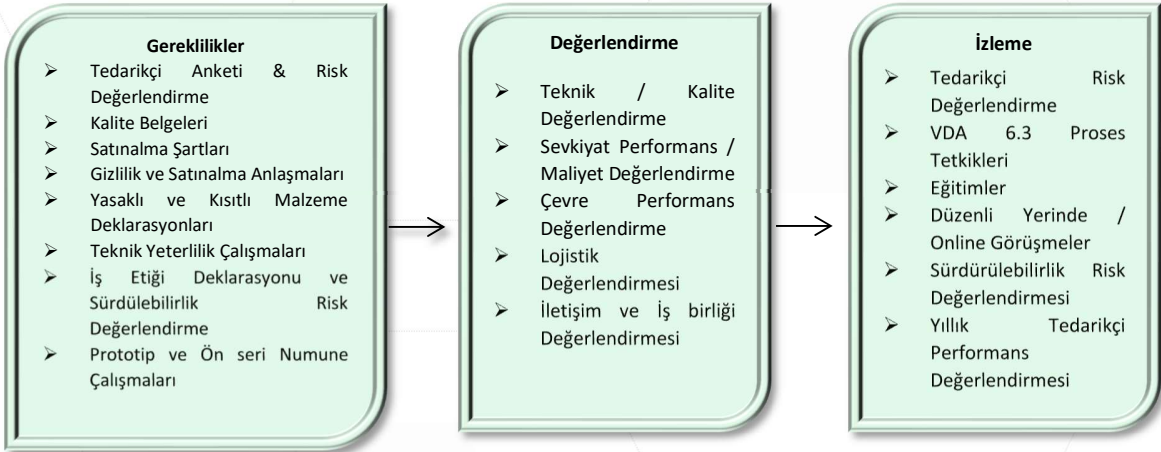 Gereklilikler
➢ Tedarikçi Anketi & Risk
Değerlendirme
➢ Kalite Belgeleri
➢ Satınalma Şartları
➢ Gizlilik ve Satınalma Anlaşmaları
➢ Yasaklı ve Kısıtlı Malzeme
Deklarasyonları
➢ Teknik Yeterlilik Çalışmaları
➢ İş Etiği Deklarasyonu ve
Sürdülebilirlik Risk
Değerlendirme
➢ Prototip ve Ön seri Numune
Çalışmaları
Değerlendirme
➢ Teknik / Kalite
Değerlendirme
➢ Sevkiyat Performans /
Maliyet Değerlendirme
➢ Çevre Performans
Değerlendirme
➢ Lojistik
Değerlendirmesi
➢ İletişim ve İş birliği
Değerlendirmesi
İzleme
➢ Tedarikçi Risk
Değerlendirme
➢ VDA 6.3 Proses
Tetkikleri
➢ Eğitimler
➢ Düzenli Yerinde /
Online Görüşmeler
➢ Sürdürülebilirlik Risk
Değerlendirmesi
➢ Yıllık Tedarikçi
Performans
Değerlendirmesi